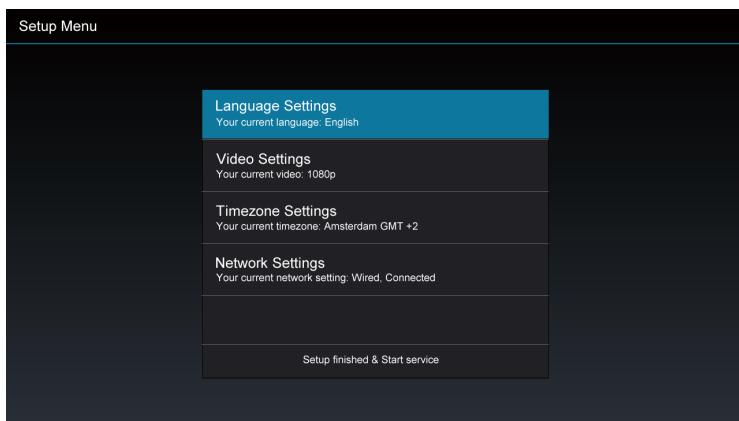 Setup Menu
Language Settings
Your current language: English
Video Settings
Your current video: 1080p
Timezone Settings
Your current timezone: Amsterdam GMT +2
Network Settings
Your current network setting: Wired, Connected
Setup finished & Start service